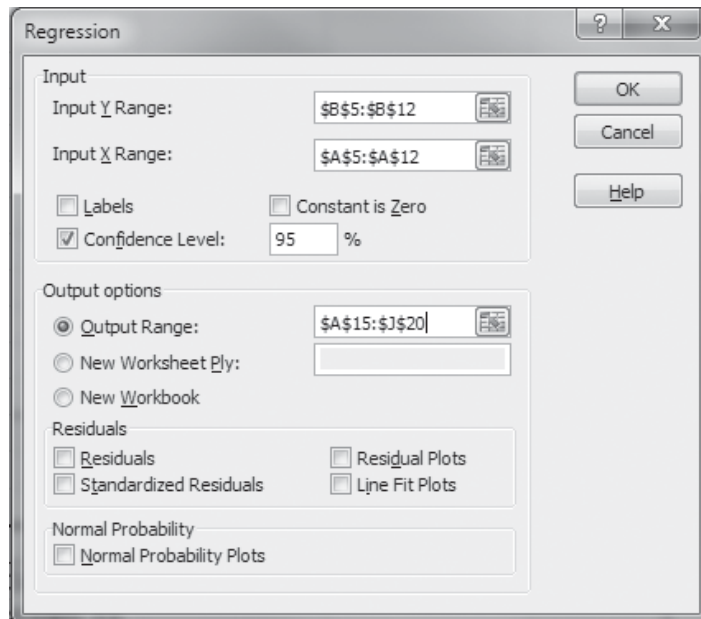 Regression
Input
Input Y Range: $B$5:$B$12
Input X Range: $A$5:$A$12
Labels Constant is Zero
Confidence Level: 95 %
OK
Cancel
Help
Output options
Output Range: $A$15:$J$20
New Worksheet Ply:
New Workbook
Residuals
Residuals Residual Plots
Standardized Residuals Line Fit Plots
Normal Probability
Normal Probability Plots